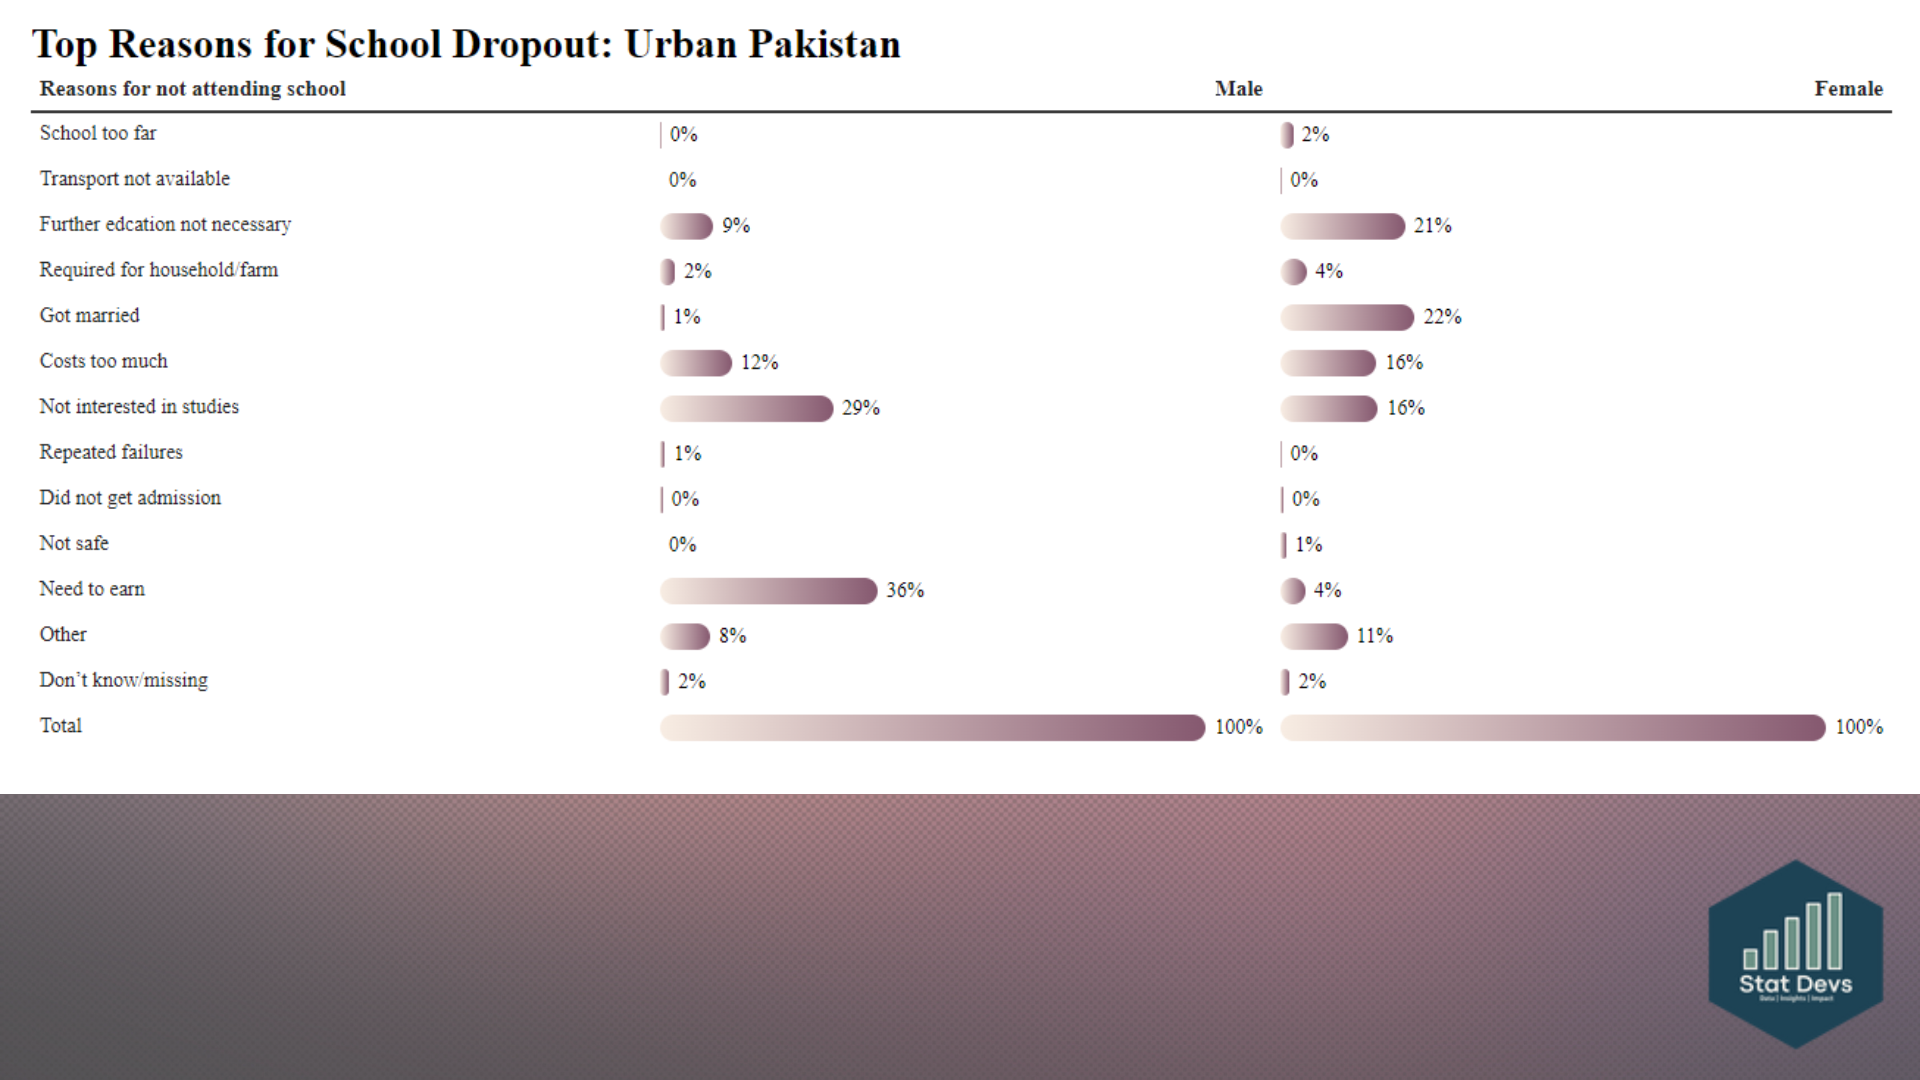 Top Reasons for School Dropout: Urban Pakistan
Reasons for not attending school Male Female
School too far 0% 2%
Transport not available 0% 0%
Further edcation not necessary 9% 21%
Required for household/farm 2% 4%
Got married 1% 22%
Costs too much 12% 16%
Not interested in studies 29% 16%
Repeated failures 1% 0%
Did not get admission 0% 0%
Not safe 0% 1%
Need to earn 36% 4%
Other 8% 11%
Don’t know/missing 2% 2%
Total 100% 100%
Stat Devs
Data | Insights | Impact